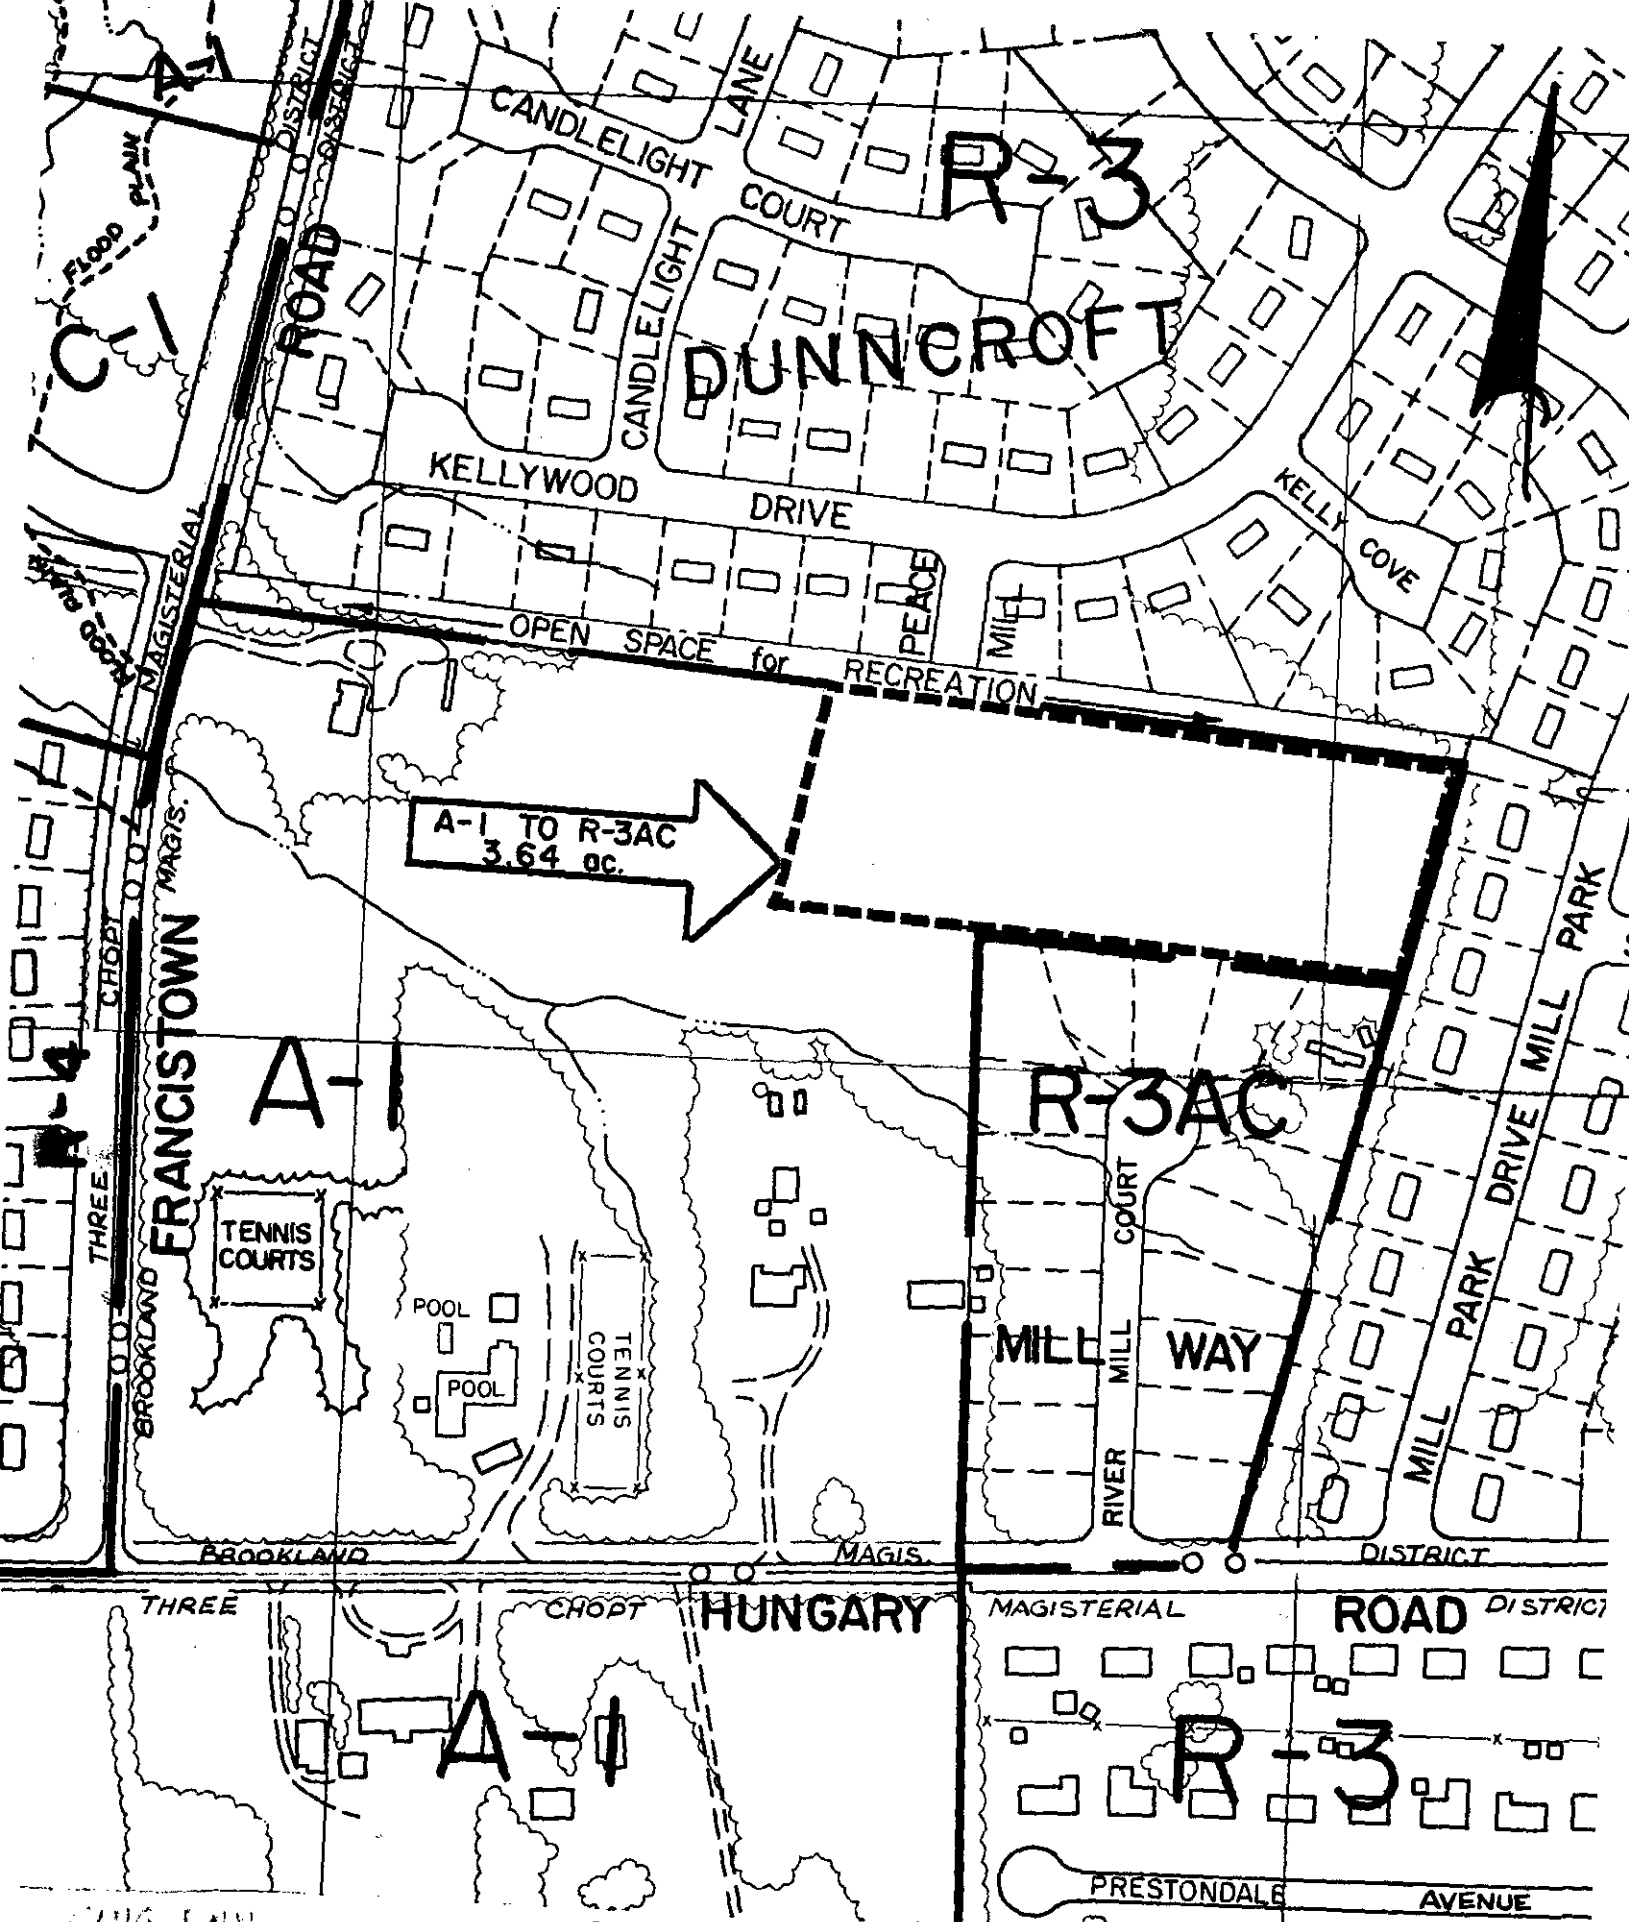 A-1
DISTRICT
DISTRICT
LANE
CANDLELIGHT
COURT
R-3
PLAIN
FLOOD
ROAD
C-1
CANDLELIGHT
DUNNCROFT
KELLYWOOD
DRIVE
KELLY
COVE
MAGISTERIAL
PLAIN
FLOOD
PEACE
MILL
OPEN SPACE for RECREATION
A-1 TO R-3AC
3.64 ac.
MAGIS.
CHOPT
THREE
R-4
FRANCISTOWN
BROOKLAND
A-1
R-3AC
TENNIS
COURTS
POOL
POOL
TENNIS
COURTS
MILL WAY
RIVER MILL COURT
MILL PARK DRIVE
MILL PARK
BROOKLAND
MAGIS.
DISTRICT
THREE
CHOPT
HUNGARY
MAGISTERIAL
ROAD
DISTRICT
A-1
R-3
PRESTONDALE
AVENUE